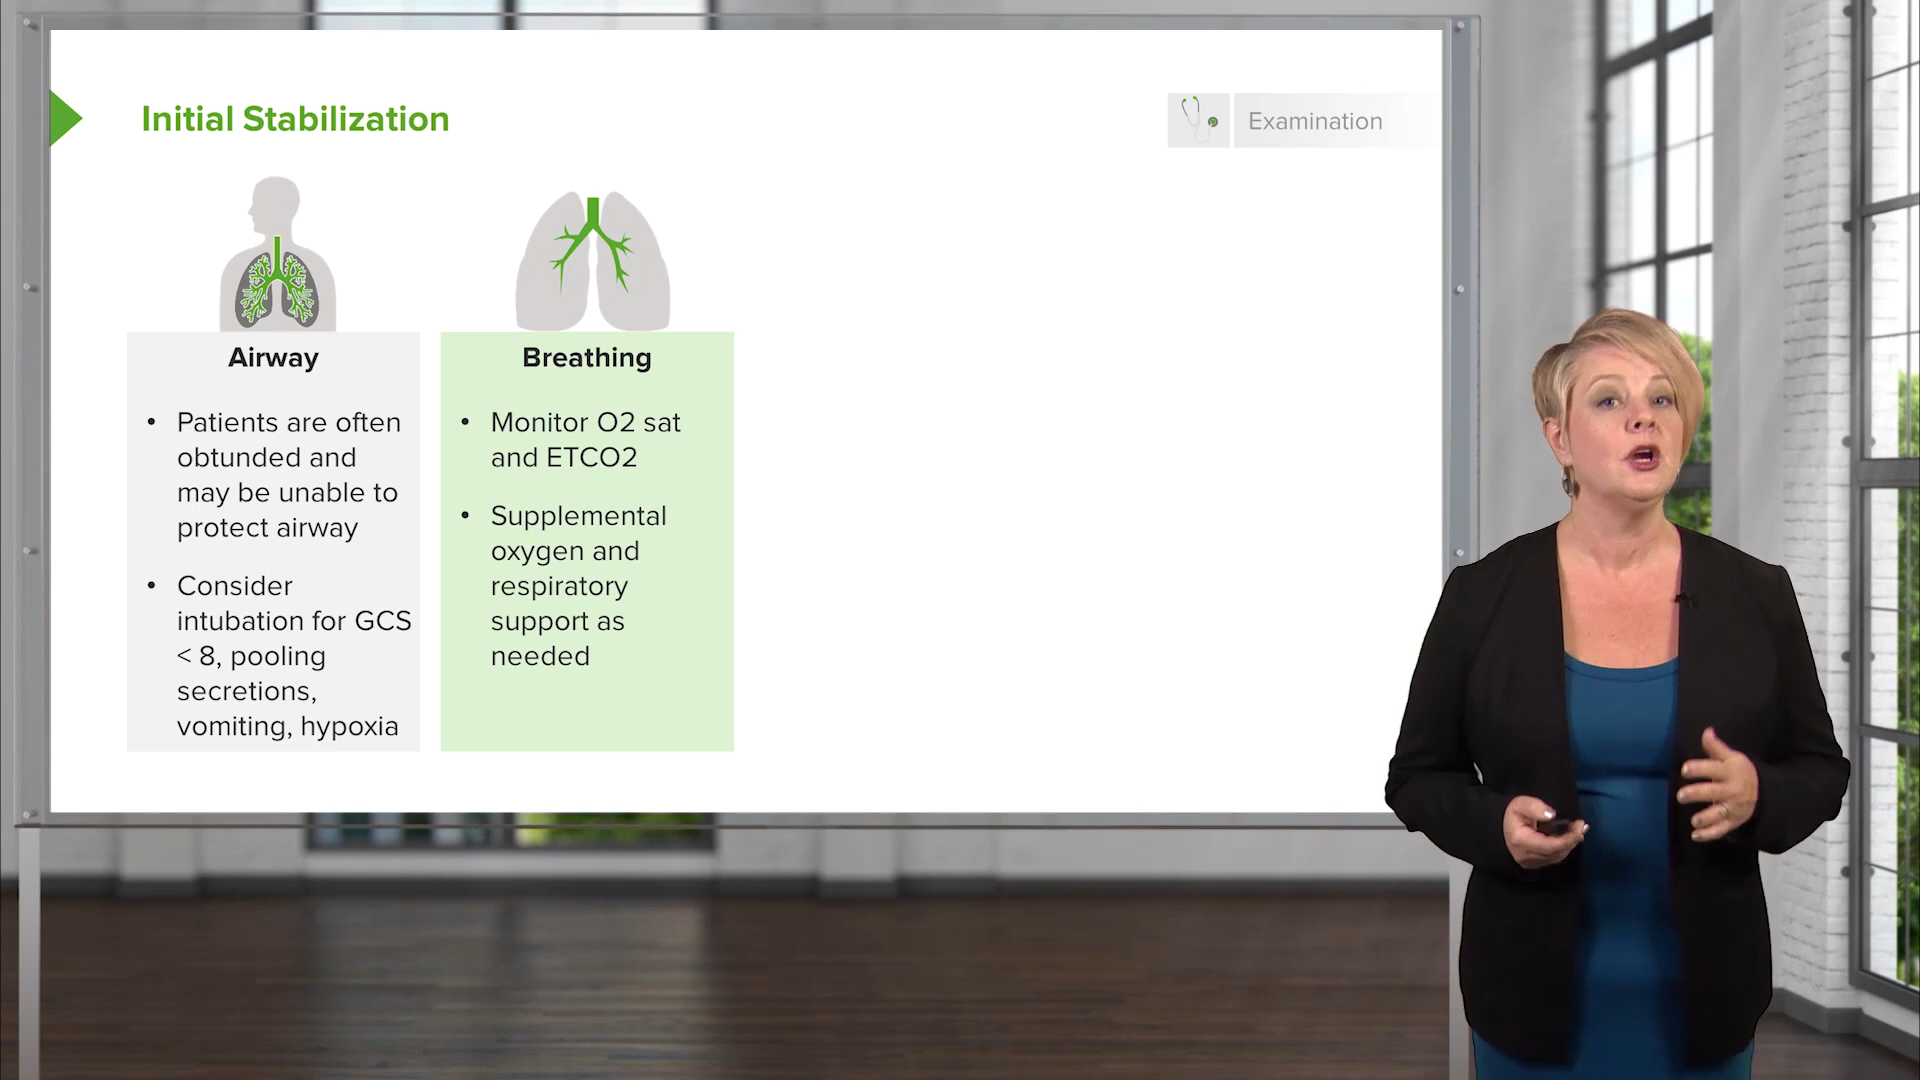 Initial Stabilization
Examination
Airway
• Patients are often
obtunded and
may be unable to
protect airway
• Consider
intubation for GCS
< 8, pooling
secretions,
vomiting, hypoxia
Breathing
• Monitor O2 sat
and ETCO2
• Supplemental
oxygen and
respiratory
support as
needed